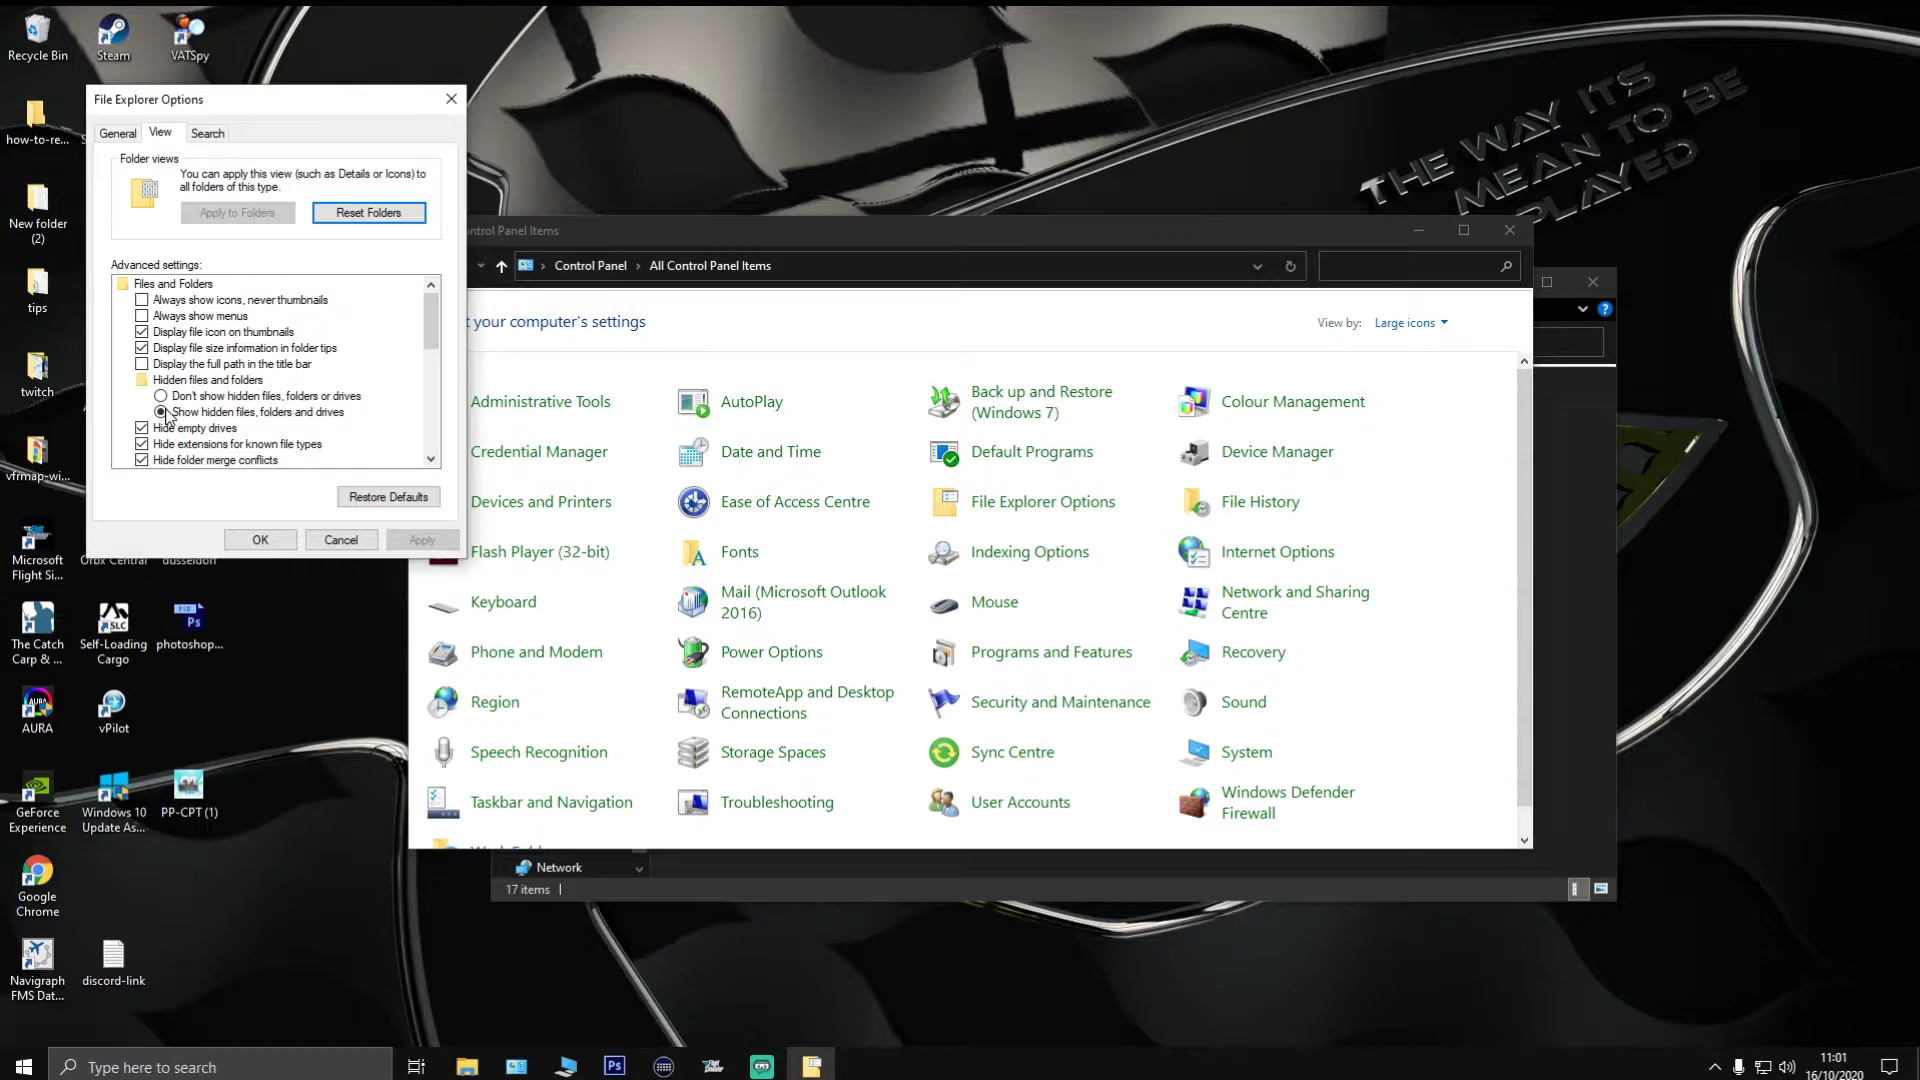 Recycle Bin
Steam
VATSpy
how-to-re...
New folder
(2)
tips
twitch
vfrmap-wi...
Microsoft
Flight Si...
Orbx Central
dusseldorf
The Catch
Carp & ...
Self-Loading
Cargo
photoshop...
AURA
vPilot
GeForce
Experience
Windows 10
Update As...
PP-CPT (1)
Google
Chrome
Navigraph
FMS Dat...
discord-link
File Explorer Options
General
View
Search
Folder views
You can apply this view (such as Details or Icons) to
all folders of this type.
Apply to Folders
Reset Folders
Advanced settings:
Files and Folders
Always show icons, never thumbnails
Always show menus
Display file icon on thumbnails
Display file size information in folder tips
Display the full path in the title bar
Hidden files and folders
Don't show hidden files, folders or drives
Show hidden files, folders and drives
Hide empty drives
Hide extensions for known file types
Hide folder merge conflicts
Restore Defaults
OK
Cancel
Apply
THE WAY ITS
MEAN TO BE
PLAYED
ntrol Panel Items
Control Panel
All Control Panel Items
t your computer's settings
View by:
Large icons
Administrative Tools
AutoPlay
Back up and Restore
(Windows 7)
Colour Management
Credential Manager
Date and Time
Default Programs
Device Manager
Devices and Printers
Ease of Access Centre
File Explorer Options
File History
Flash Player (32-bit)
Fonts
Indexing Options
Internet Options
Keyboard
Mail (Microsoft Outlook
2016)
Mouse
Network and Sharing
Centre
Phone and Modem
Power Options
Programs and Features
Recovery
Region
RemoteApp and Desktop
Connections
Security and Maintenance
Sound
Speech Recognition
Storage Spaces
Sync Centre
System
Taskbar and Navigation
Troubleshooting
User Accounts
Windows Defender
Firewall
Network
17 items
Type here to search
11:01
16/10/2020